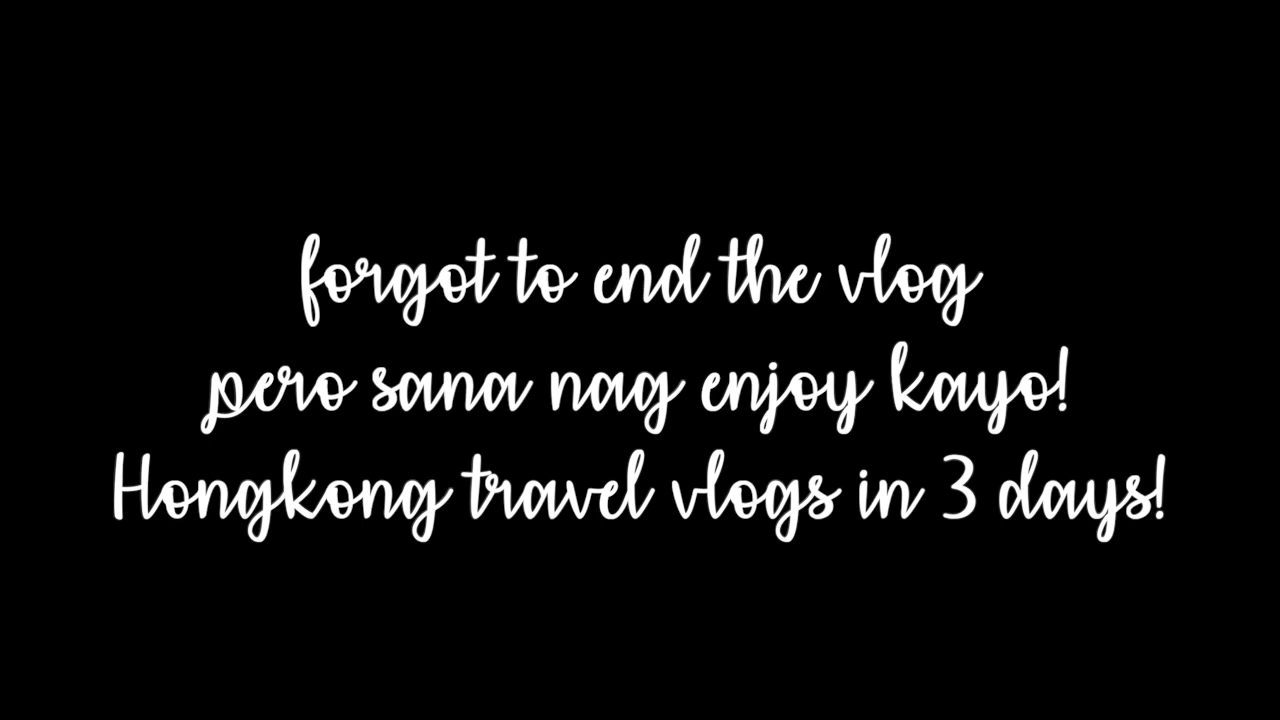 forgot to end the vlog
pero sana nag enjoy kayo!
Hongkong travel vlogs in 3 days!